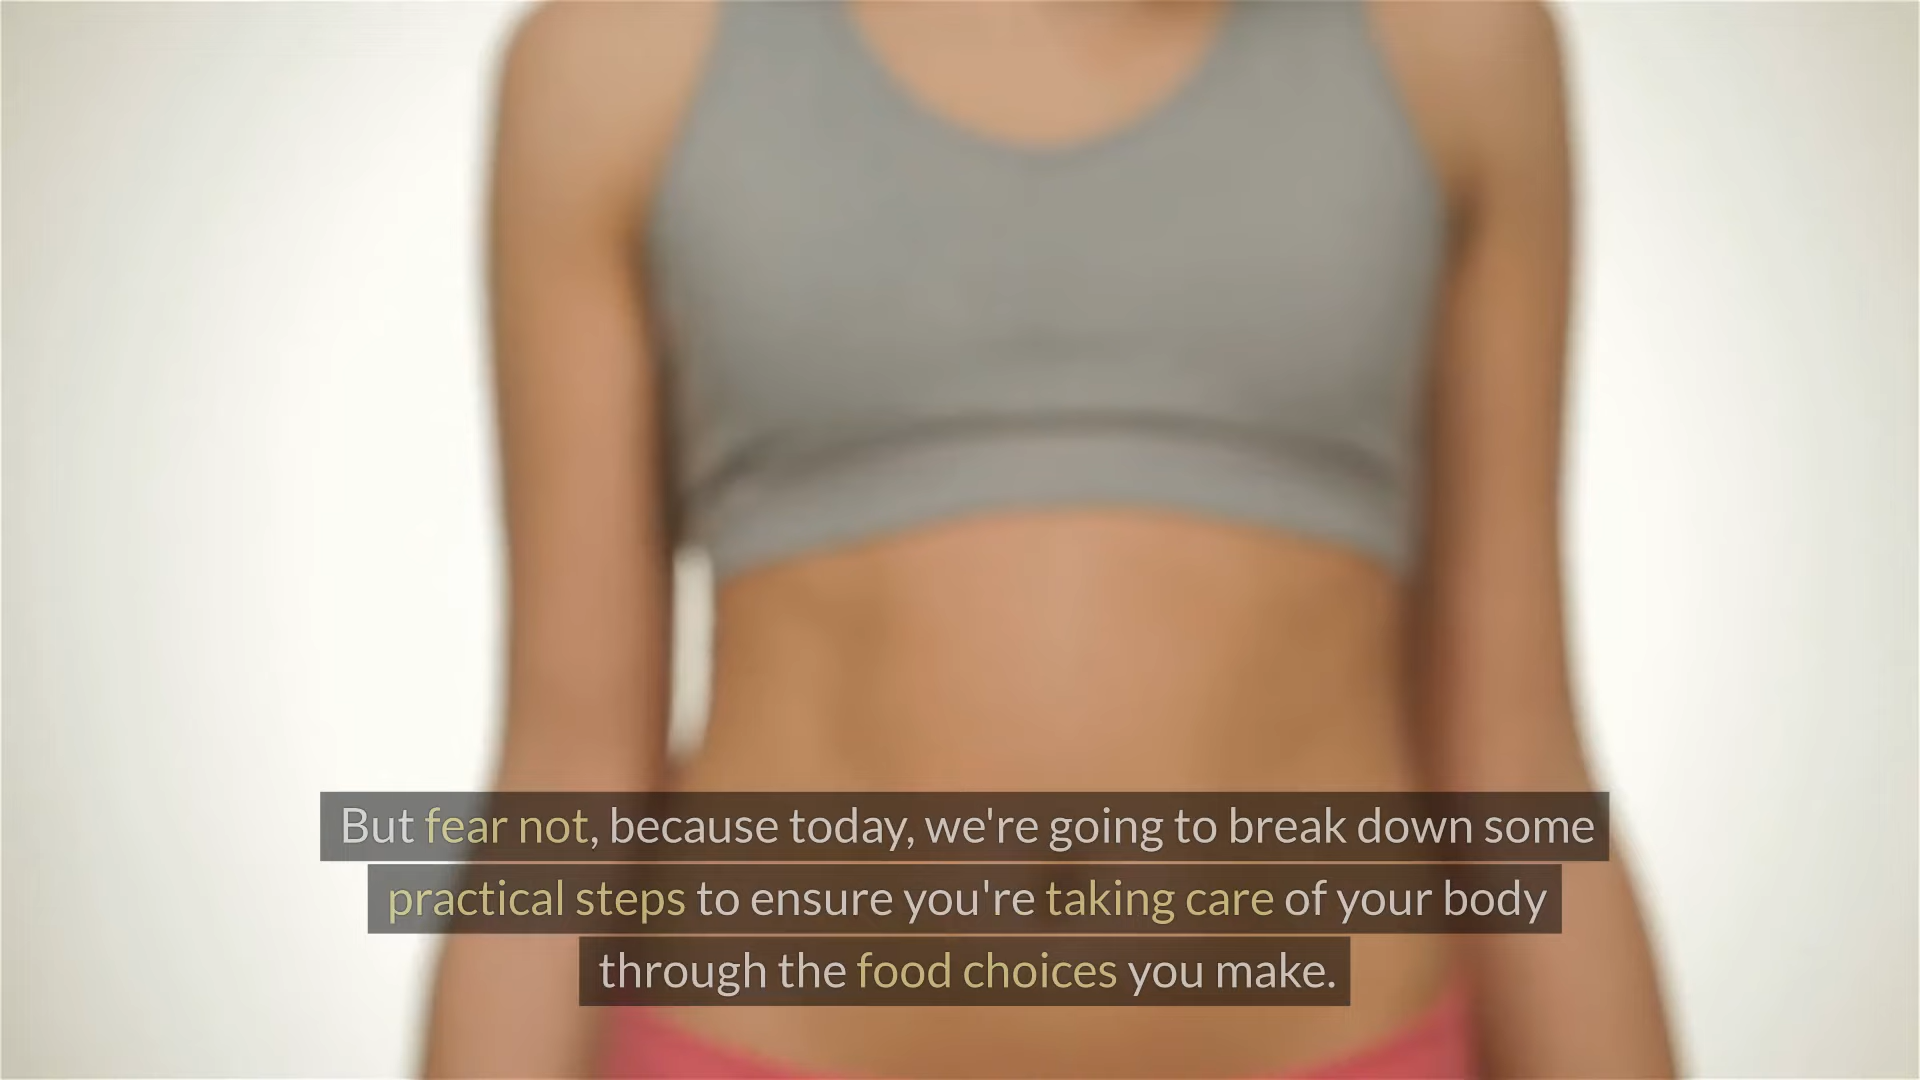 But fear not, because today, we're going to break down some
practical steps to ensure you're taking care of your body
through the food choices you make.